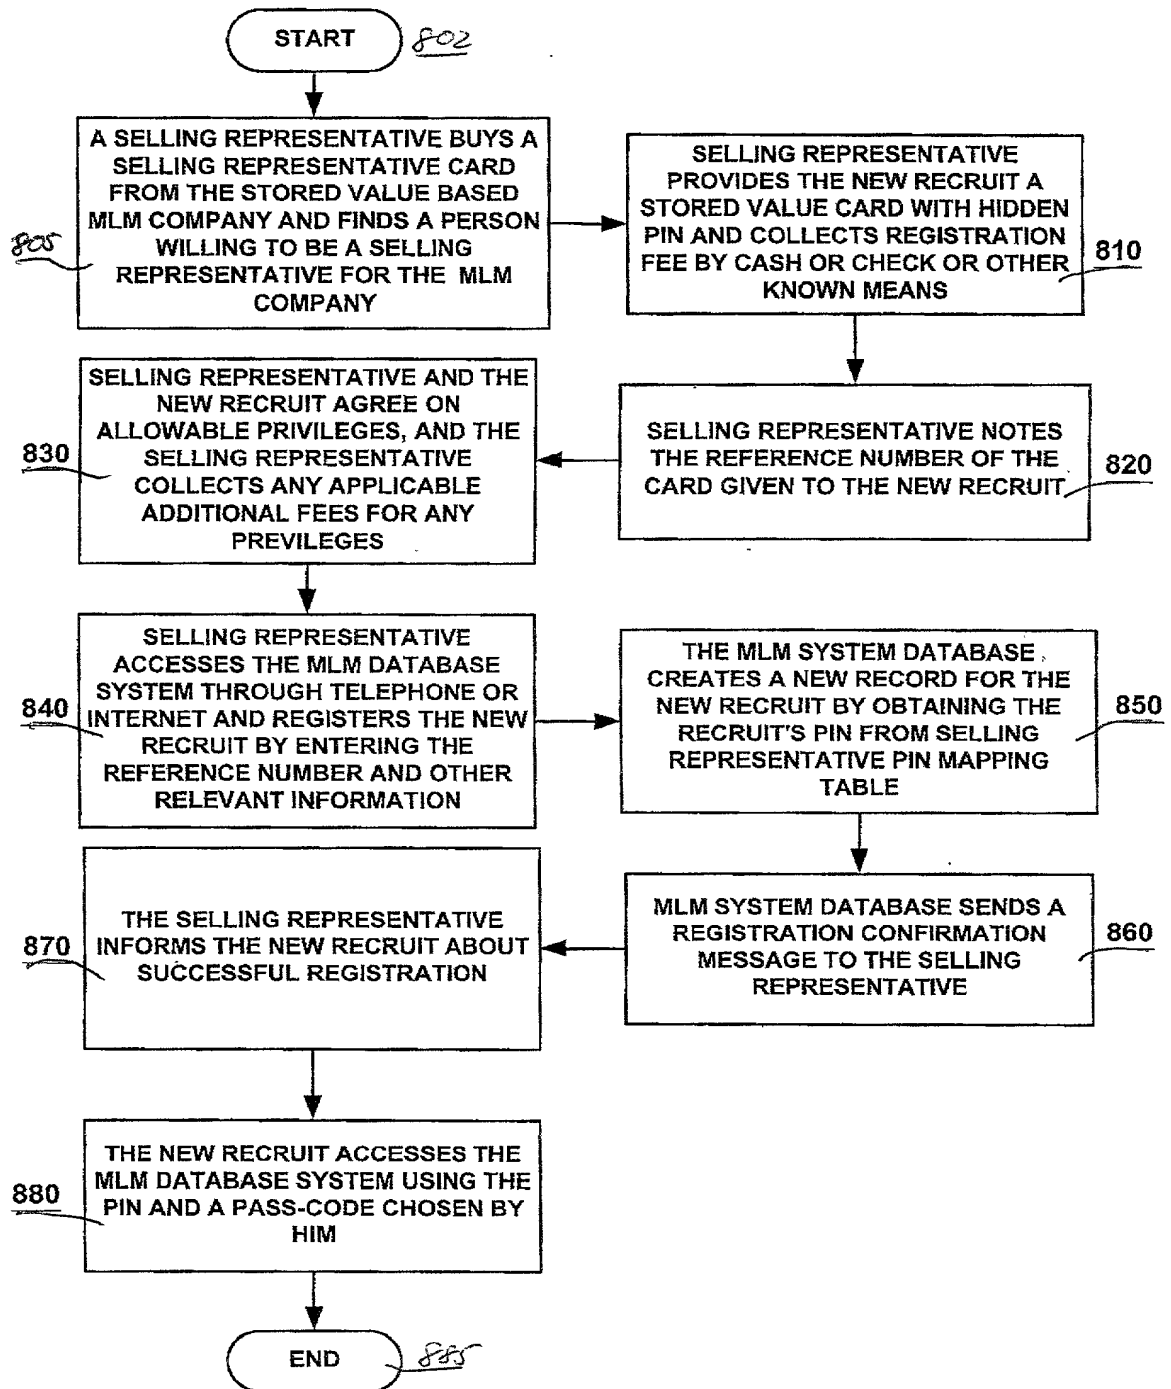 START
802
A SELLING REPRESENTATIVE BUYS A
SELLING REPRESENTATIVE CARD
FROM THE STORED VALUE BASED
MLM COMPANY AND FINDS A PERSON
WILLING TO BE A SELLING
REPRESENTATIVE FOR THE MLM
COMPANY
805
SELLING REPRESENTATIVE
PROVIDES THE NEW RECRUIT A
STORED VALUE CARD WITH HIDDEN
PIN AND COLLECTS REGISTRATION
FEE BY CASH OR CHECK OR OTHER
KNOWN MEANS
810
SELLING REPRESENTATIVE NOTES
THE REFERENCE NUMBER OF THE
CARD GIVEN TO THE NEW RECRUIT
820
SELLING REPRESENTATIVE AND THE
NEW RECRUIT AGREE ON
ALLOWABLE PRIVILEGES, AND THE
SELLING REPRESENTATIVE
COLLECTS ANY APPLICABLE
ADDITIONAL FEES FOR ANY
PREVILEGES
830
SELLING REPRESENTATIVE
ACCESSES THE MLM DATABASE
SYSTEM THROUGH TELEPHONE OR
INTERNET AND REGISTERS THE NEW
RECRUIT BY ENTERING THE
REFERENCE NUMBER AND OTHER
RELEVANT INFORMATION
840
THE MLM SYSTEM DATABASE
CREATES A NEW RECORD FOR THE
NEW RECRUIT BY OBTAINING THE
RECRUIT'S PIN FROM SELLING
REPRESENTATIVE PIN MAPPING
TABLE
850
MLM SYSTEM DATABASE SENDS A
REGISTRATION CONFIRMATION
MESSAGE TO THE SELLING
REPRESENTATIVE
860
THE SELLING REPRESENTATIVE
INFORMS THE NEW RECRUIT ABOUT
SUCCESSFUL REGISTRATION
870
THE NEW RECRUIT ACCESSES THE
MLM DATABASE SYSTEM USING THE
PIN AND A PASS-CODE CHOSEN BY
HIM
880
END
885